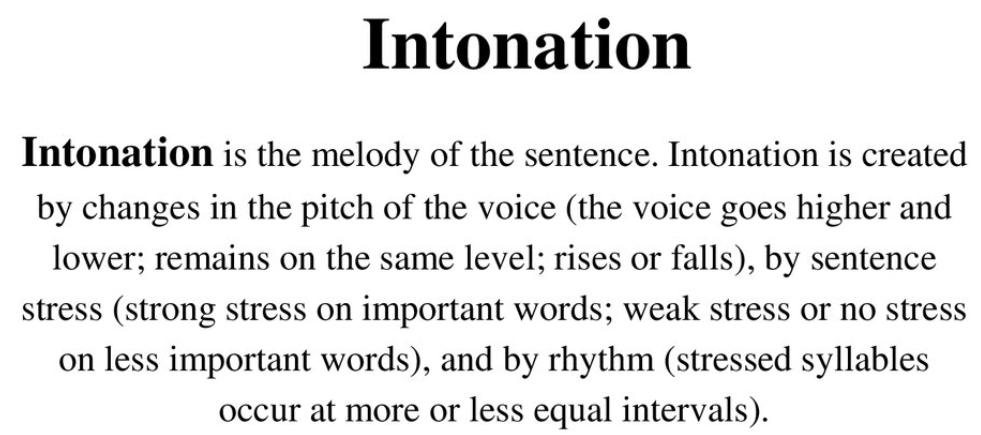 Intonation
Intonation is the melody of the sentence. Intonation is created
by changes in the pitch of the voice (the voice goes higher and
lower; remains on the same level; rises or falls), by sentence
stress (strong stress on important words; weak stress or no stress
on less important words), and by rhythm (stressed syllables
occur at more or less equal intervals).